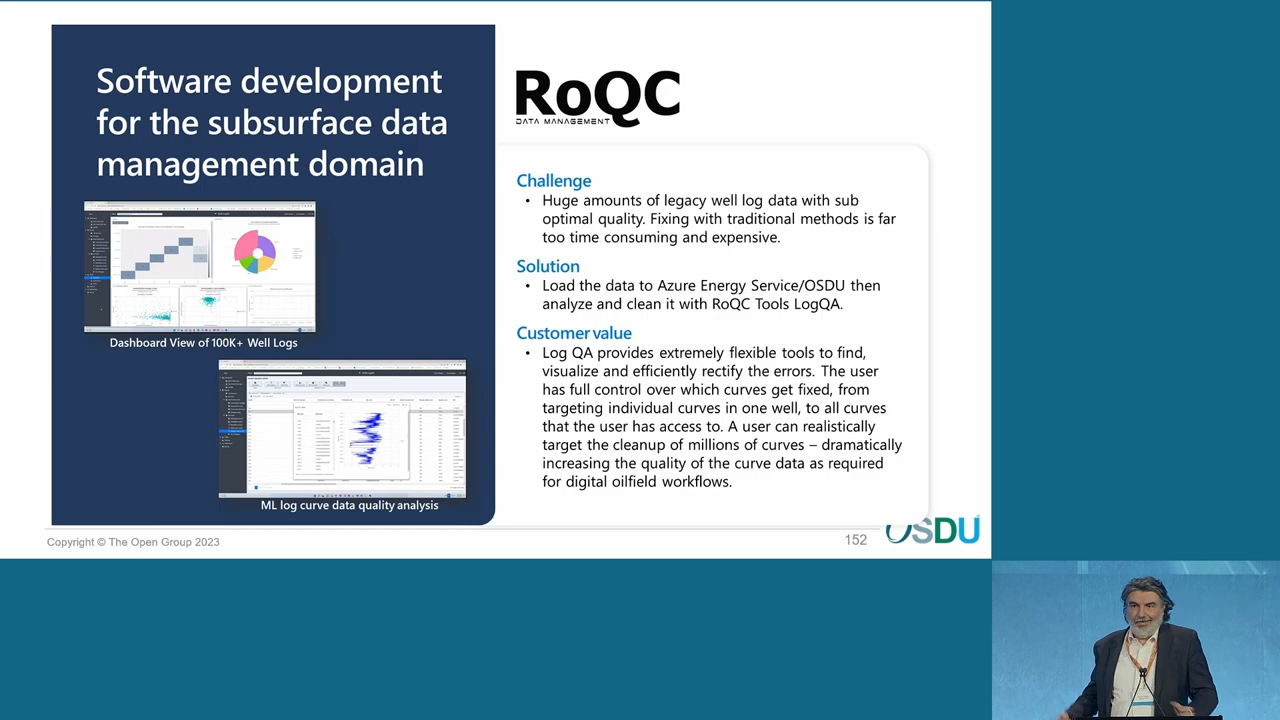 Software development
for the subsurface data
management domain
Dashboard View of 100K+ Well Logs
ML log curve data quality analysis
RoQC
DATA MANAGEMENT
Challenge
• Huge amounts of legacy well log data with sub
optimal quality. Fixing with traditional methods is far
too time consuming and expensive.
Solution
• Load the data to Azure Energy Service/OSDU then
analyze and clean it with RoQC Tools LogQA.
Customer value
• Log QA provides extremely flexible tools to find,
visualize and efficiently rectify the errors. The user
has full control over which curves get fixed, from
targeting individual curves in one well, to all curves
that the user has access to. A user can realistically
target the cleanup of millions of curves – dramatically
increasing the quality of the curve data as required
for digital oilfield workflows.
Copyright © The Open Group 2023
152
OSDU